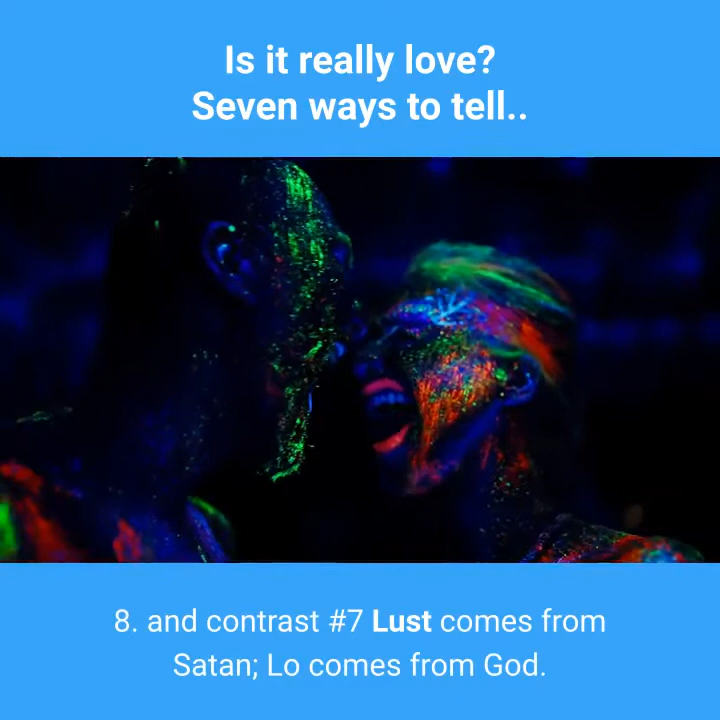 Is it really love?
Seven ways to tell..
8. and contrast #7 Lust comes from
Satan; Lo comes from God.